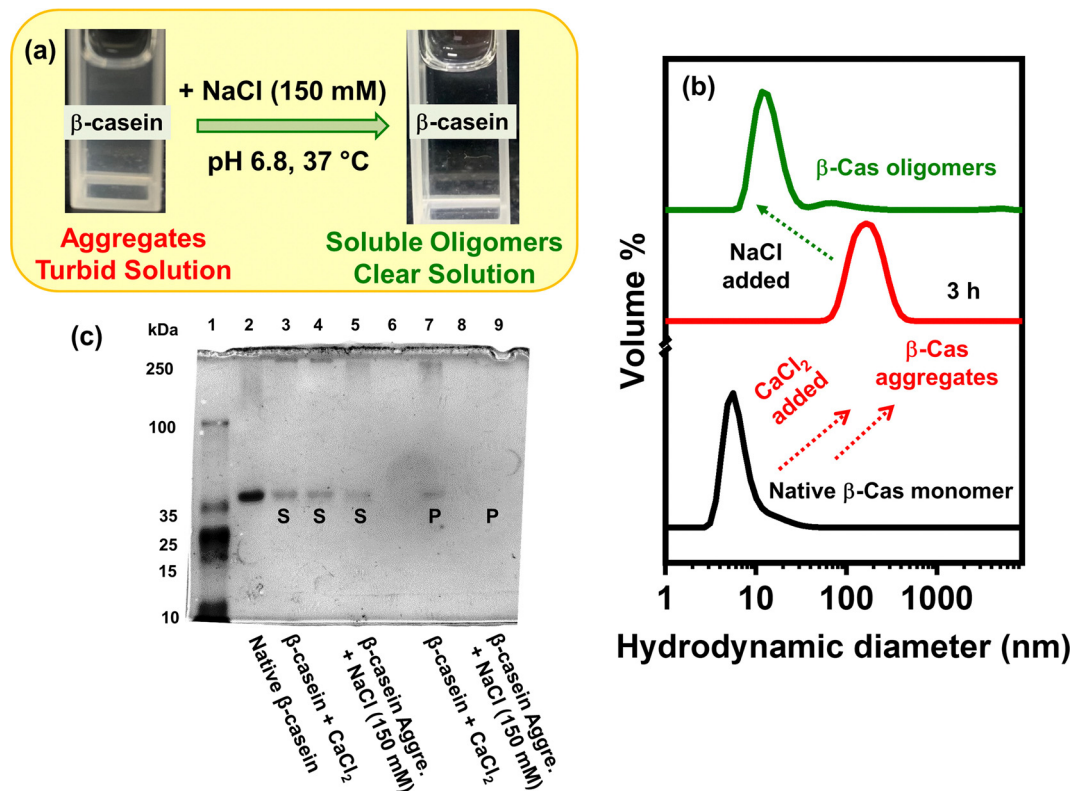 (a)
β-casein
+ NaCl (150 mM)
pH 6.8, 37 °C
β-casein
Aggregates
Turbid Solution
Soluble Oligomers
Clear Solution
(b)
β-Cas oligomers
NaCl
added
3 h
β-Cas
aggregates
CaCl₂
added
Native β-Cas monomer
Volume %
1 10 100 1000
Hydrodynamic diameter (nm)
(c)
kDa 1 2 3 4 5 6 7 8 9
250
100
35
25
15
10
S S S P P
Native β-casein
β-casein + CaCl₂
β-casein Aggre.
+ NaCl (150 mM)
β-casein + CaCl₂
β-casein Aggre.
+ NaCl (150 mM)